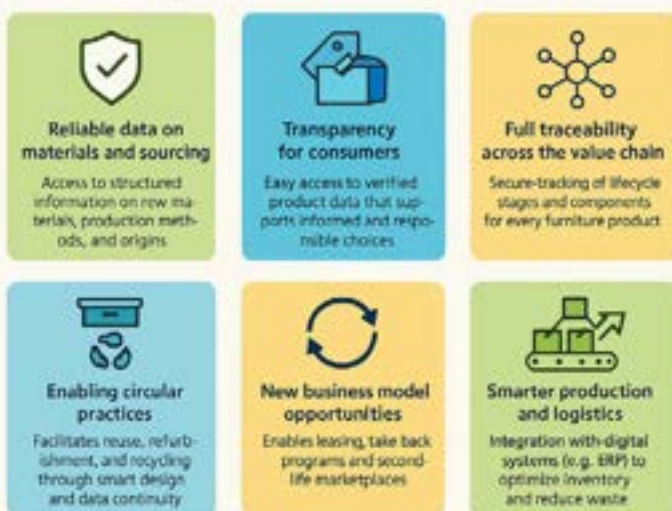 Reliable data on
materials and sourcing
Access to structured
information on raw ma-
terials, production meth-
ods, and origins
Transparency
for consumers
Easy access to verified
product data that sup-
ports informed and respo-
nsible choices
Full traceability
across the value chain
Secure-tracking of lifecycle
stages and components
for every furniture product
Enabling circular
practices
Facilitates reuse, refurb-
ishment, and recycling
through smart design
and data continuity
New business model
opportunities
Enables leasing, take back
programs and second-
life marketplaces
Smarter production
and logistics
Integration with-digital
systems (e.g. ERP) to
optimize inventory
and reduce waste